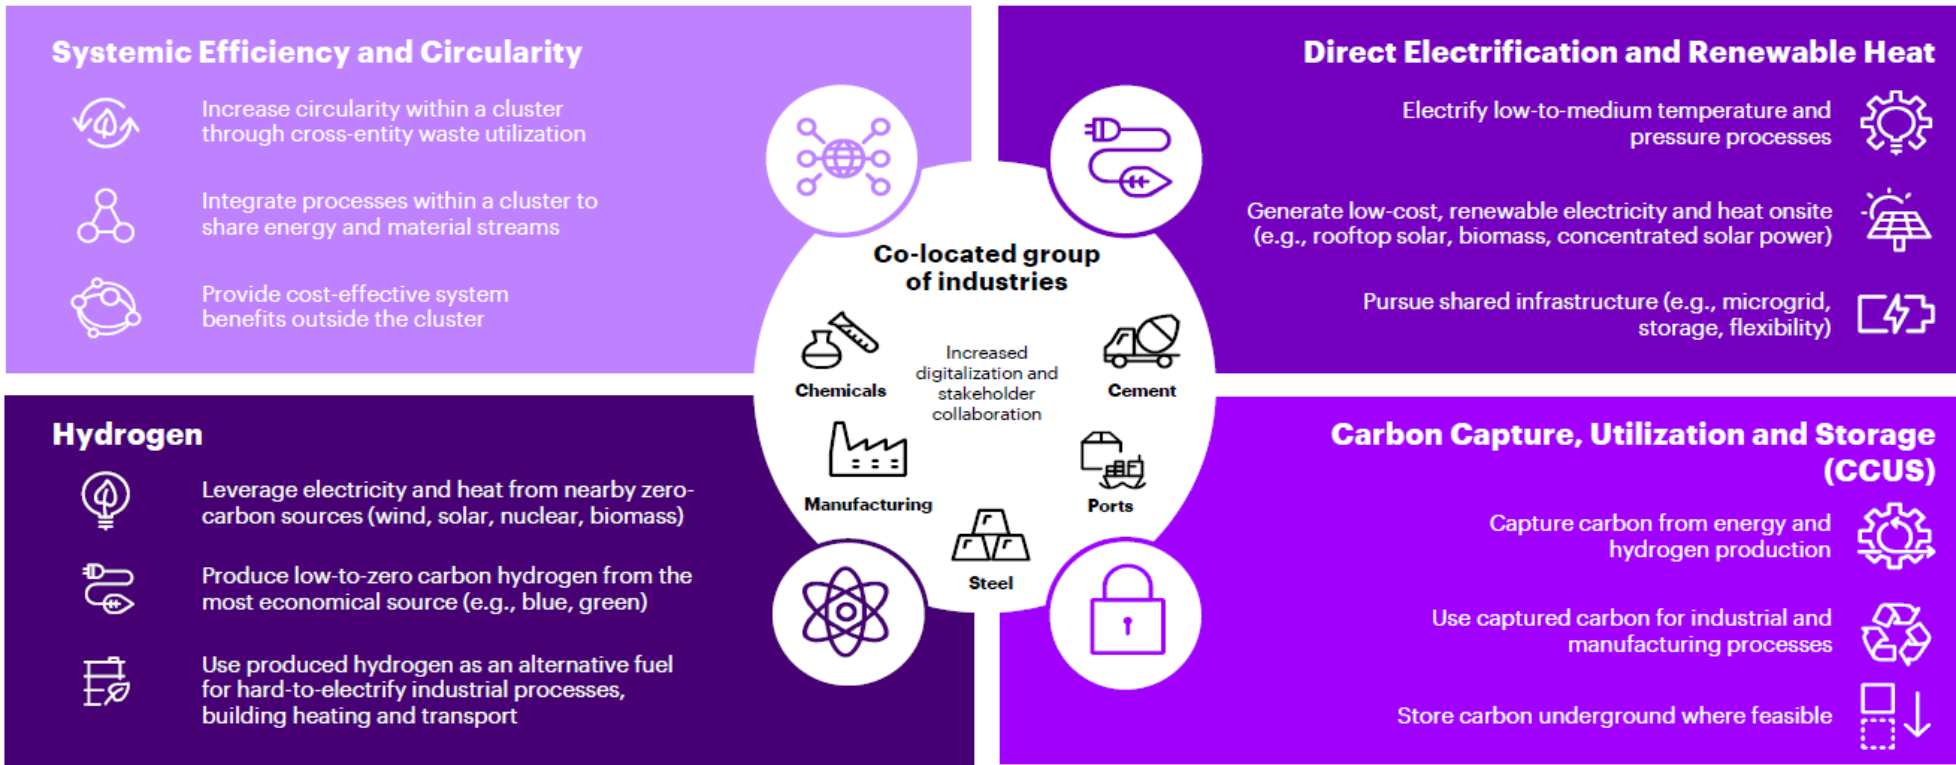 Systemic Efficiency and Circularity
Increase circularity within a cluster
through cross-entity waste utilization
Integrate processes within a cluster to
share energy and material streams
Provide cost-effective system
benefits outside the cluster
Direct Electrification and Renewable Heat
Electrify low-to-medium temperature and
pressure processes
Generate low-cost, renewable electricity and heat onsite
(e.g., rooftop solar, biomass, concentrated solar power)
Pursue shared infrastructure (e.g., microgrid,
storage, flexibility)
Co-located group
of industries
Increased
digitalization and
stakeholder
collaboration
Chemicals
Cement
Manufacturing
Ports
Steel
Hydrogen
Leverage electricity and heat from nearby zero-
carbon sources (wind, solar, nuclear, biomass)
Produce low-to-zero carbon hydrogen from the
most economical source (e.g., blue, green)
Use produced hydrogen as an alternative fuel
for hard-to-electrify industrial processes,
building heating and transport
Carbon Capture, Utilization and Storage
(CCUS)
Capture carbon from energy and
hydrogen production
Use captured carbon for industrial and
manufacturing processes
Store carbon underground where feasible